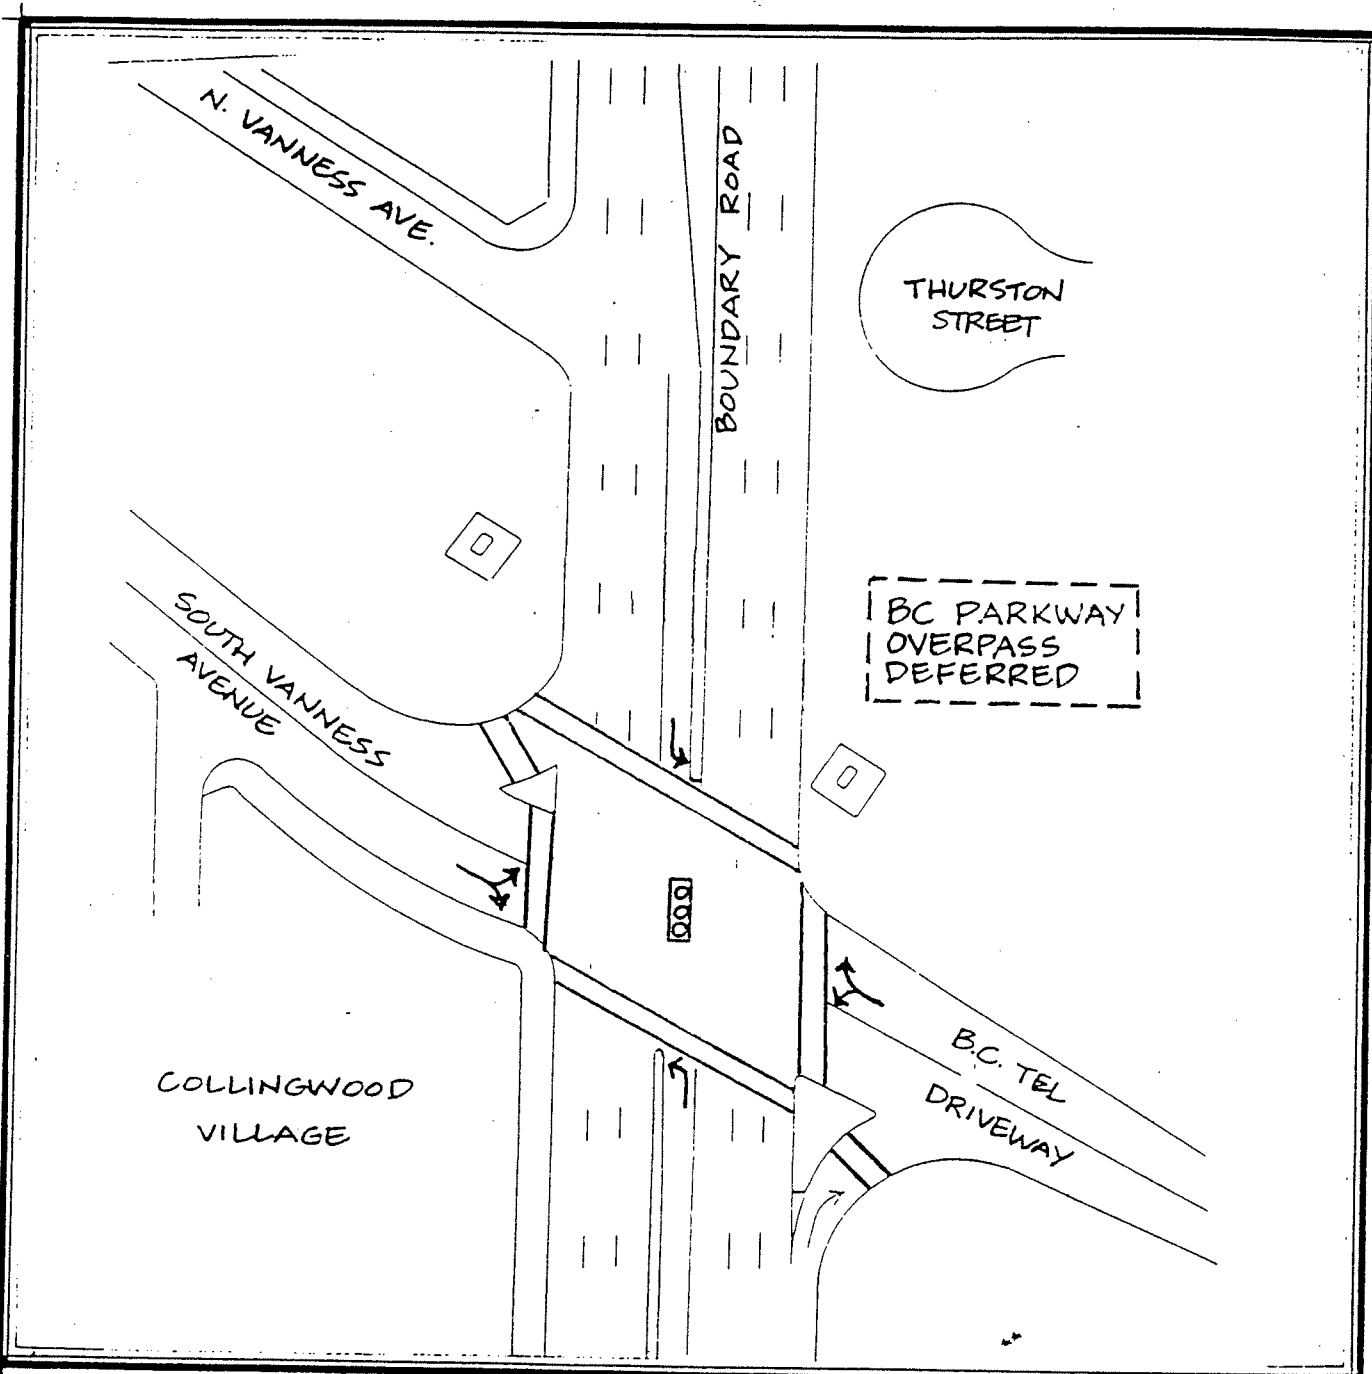 N. VANNESS AVE.
BOUNDARY ROAD
THURSTON
STREET
BC PARKWAY
OVERPASS
DEFERRED
SOUTH VANNESS
AVENUE
B.C. TEL
DRIVEWAY
COLLINGWOOD
VILLAGE